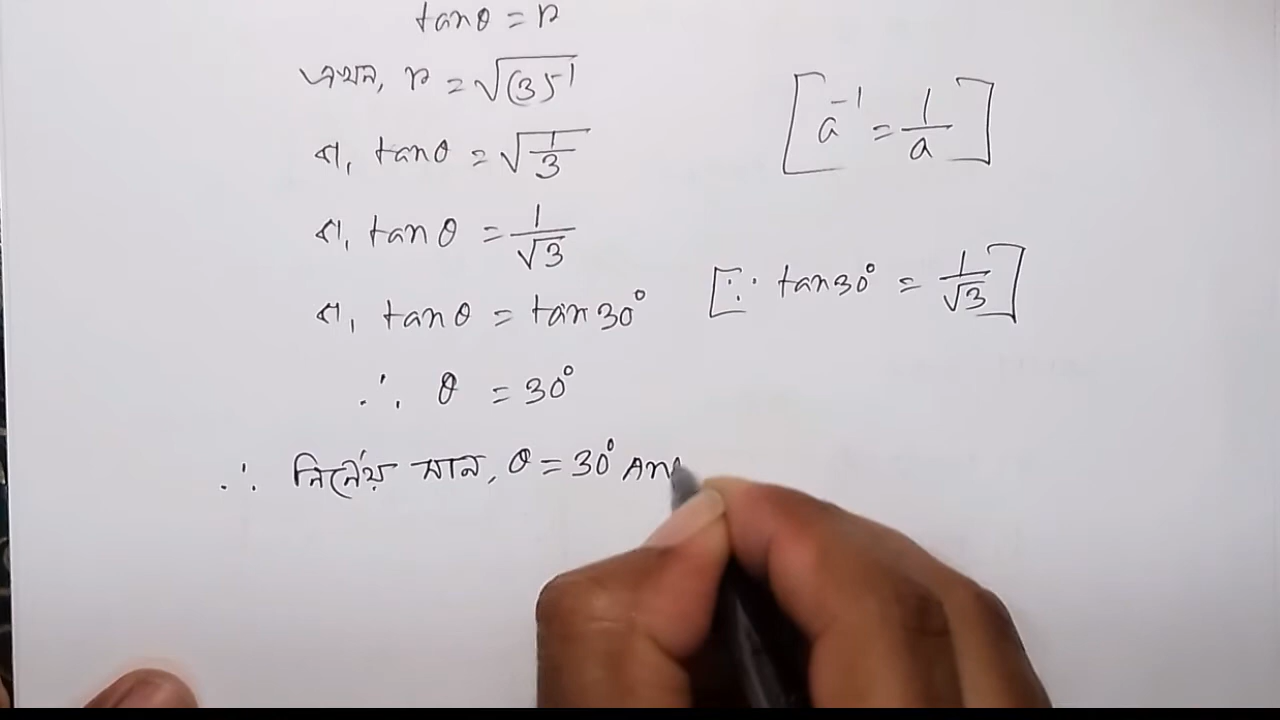 tanθ = n
এখন, n = √(3)⁻¹
[a⁻¹ = 1/a]
বা, tanθ = √(1/3)
বা, tanθ = 1/√3
বা, tanθ = tan30° [∵ tan30° = 1/√3]
∴ θ = 30°
∴ নির্ণেয় মান, θ = 30° Ans